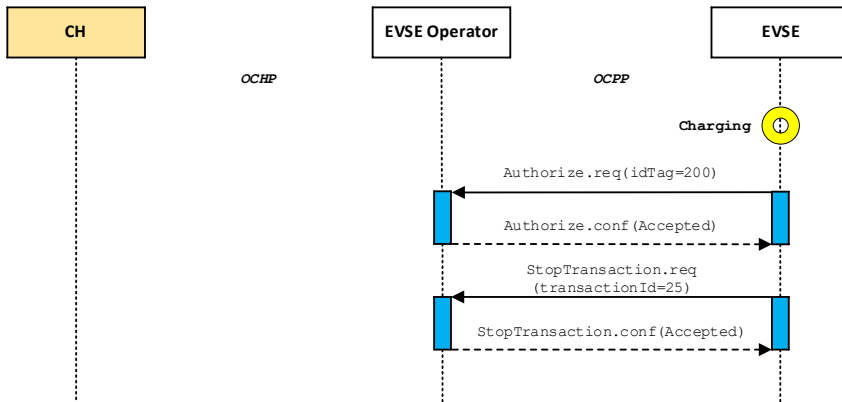 CH
EVSE Operator
EVSE
OCHP
OCPP
Charging
Authorize.req(idTag=200)
Authorize.conf(Accepted)
StopTransaction.req
(transactionId=25)
StopTransaction.conf(Accepted)